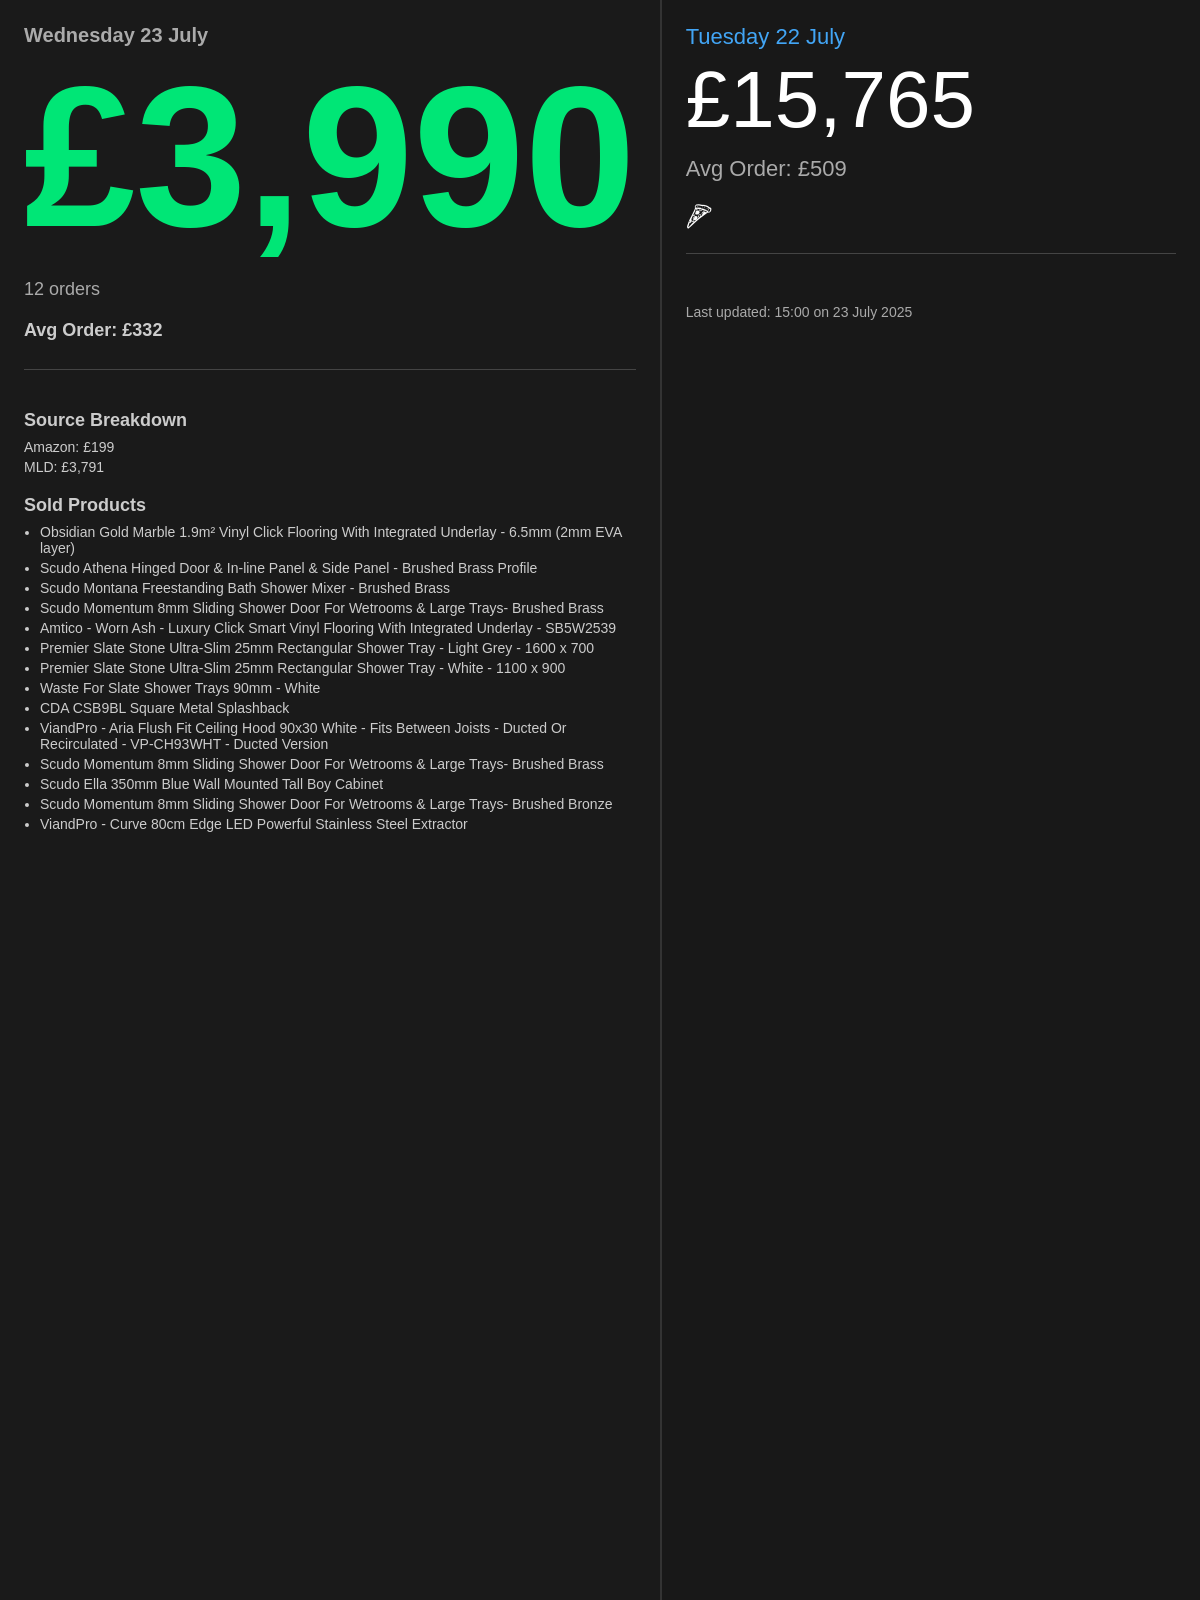 Wednesday 23 July
£3,990
12 orders
Avg Order: £332
Source Breakdown
Amazon: £199
MLD: £3,791
Sold Products
• Obsidian Gold Marble 1.9m² Vinyl Click Flooring With Integrated Underlay - 6.5mm (2mm EVA
layer)
• Scudo Athena Hinged Door & In-line Panel & Side Panel - Brushed Brass Profile
• Scudo Montana Freestanding Bath Shower Mixer - Brushed Brass
• Scudo Momentum 8mm Sliding Shower Door For Wetrooms & Large Trays- Brushed Brass
• Amtico - Worn Ash - Luxury Click Smart Vinyl Flooring With Integrated Underlay - SB5W2539
• Premier Slate Stone Ultra-Slim 25mm Rectangular Shower Tray - Light Grey - 1600 x 700
• Premier Slate Stone Ultra-Slim 25mm Rectangular Shower Tray - White - 1100 x 900
• Waste For Slate Shower Trays 90mm - White
• CDA CSB9BL Square Metal Splashback
• ViandPro - Aria Flush Fit Ceiling Hood 90x30 White - Fits Between Joists - Ducted Or
Recirculated - VP-CH93WHT - Ducted Version
• Scudo Momentum 8mm Sliding Shower Door For Wetrooms & Large Trays- Brushed Brass
• Scudo Ella 350mm Blue Wall Mounted Tall Boy Cabinet
• Scudo Momentum 8mm Sliding Shower Door For Wetrooms & Large Trays- Brushed Bronze
• ViandPro - Curve 80cm Edge LED Powerful Stainless Steel Extractor
Tuesday 22 July
£15,765
Avg Order: £509
🍕
Last updated: 15:00 on 23 July 2025